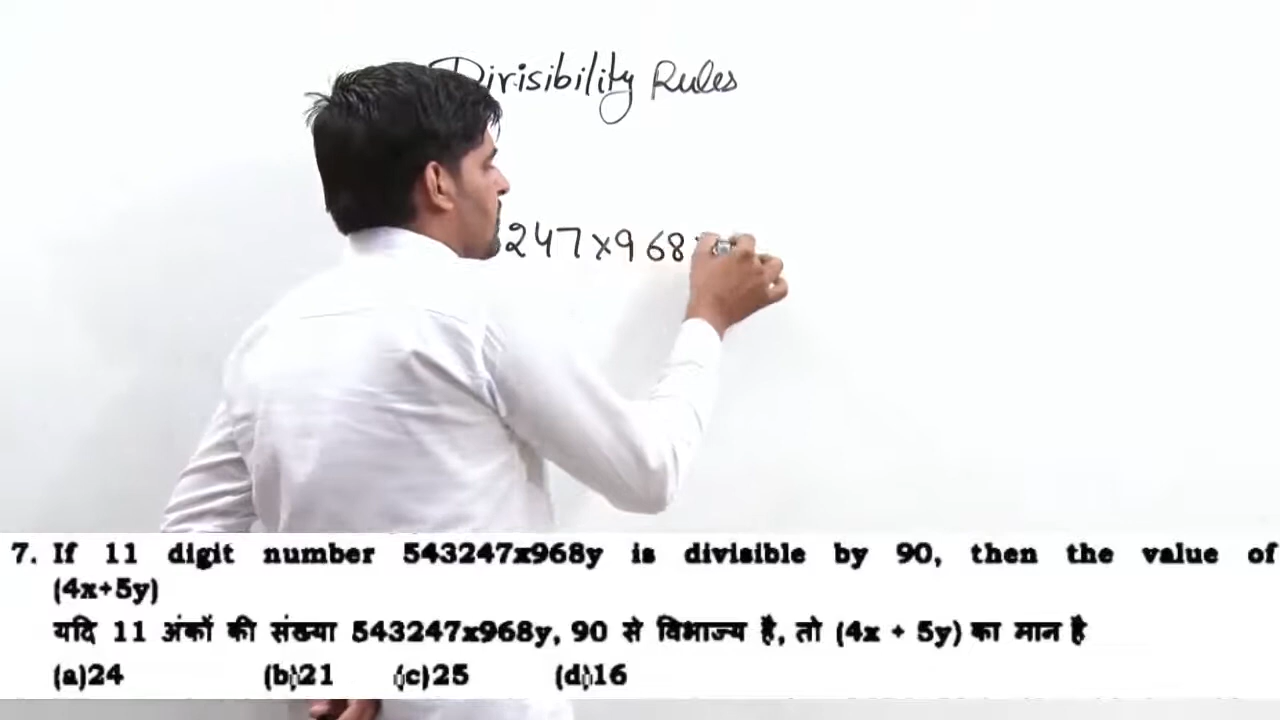 Divisibility Rules
247x968
7. If 11 digit number 543247x968y is divisible by 90, then the value of
(4x+5y)
यदि 11 अंकों की संख्या 543247x968y, 90 से विभाज्य है, तो (4x + 5y) का मान है
(a)24 (b)21 (c)25 (d)16